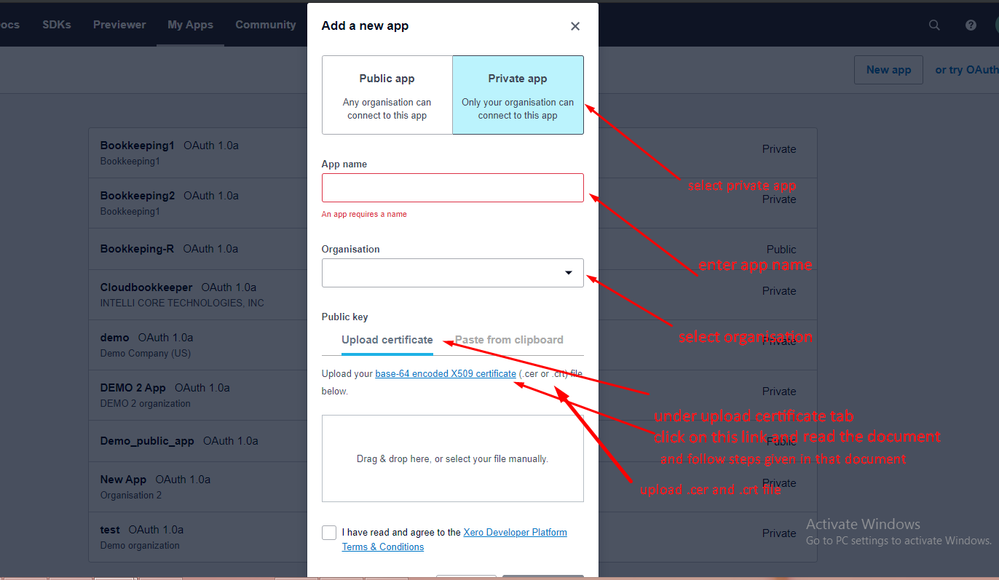 ocs SDKs Previewer My Apps Community
New app or try OAuth
Add a new app
Public app
Any organisation can
connect to this app
Private app
Only your organisation can
connect to this app
App name
An app requires a name
Organisation
Public key
Upload certificate Paste from clipboard
Upload your base-64 encoded X509 certificate (.cer or .crt) file
below.
Drag & drop here, or select your file manually.
I have read and agree to the Xero Developer Platform
Terms & Conditions
Bookkeeping1 OAuth 1.0a
Bookkeeping1
Private
Bookkeeping2 OAuth 1.0a
Bookkeeping1
Private
Bookkeping-R OAuth 1.0a
Public
Cloudbookkeeper OAuth 1.0a
INTELLI CORE TECHNOLOGIES, INC
Private
demo OAuth 1.0a
Demo Company (US)
Private
DEMO 2 App OAuth 1.0a
DEMO 2 organization
Private
Demo_public_app OAuth 1.0a
Public
New App OAuth 1.0a
Organisation 2
Private
test OAuth 1.0a
Demo organization
Private
select private app
enter app name
select organisation
under upload certificate tab
click on this link and read the document
and follow steps given in that document
upload .cer and .crt file
Activate Windows
Go to PC settings to activate Windows.